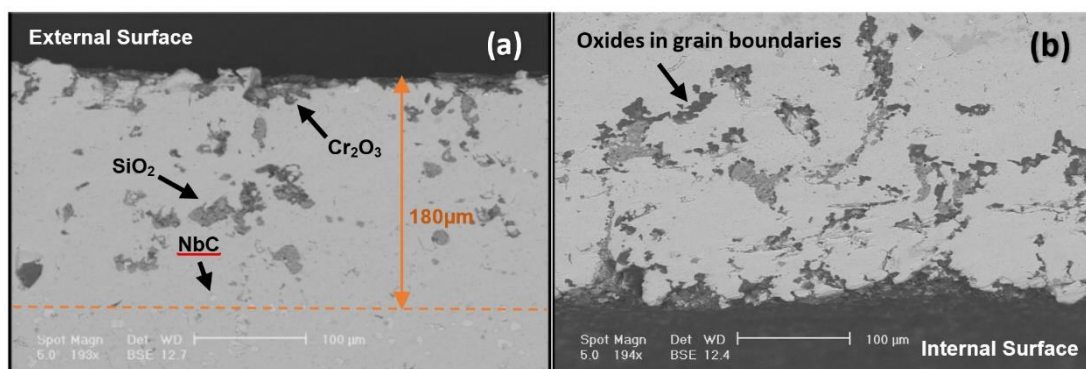 External Surface
(a)
Cr₂O₃
SiO₂
180µm
NbC
Spot Magn Det WD 100 µm
5.0 193x BSE 12.7
Oxides in grain boundaries
(b)
Spot Magn Det WD 100 µm
5.0 194x BSE 12.4
Internal Surface